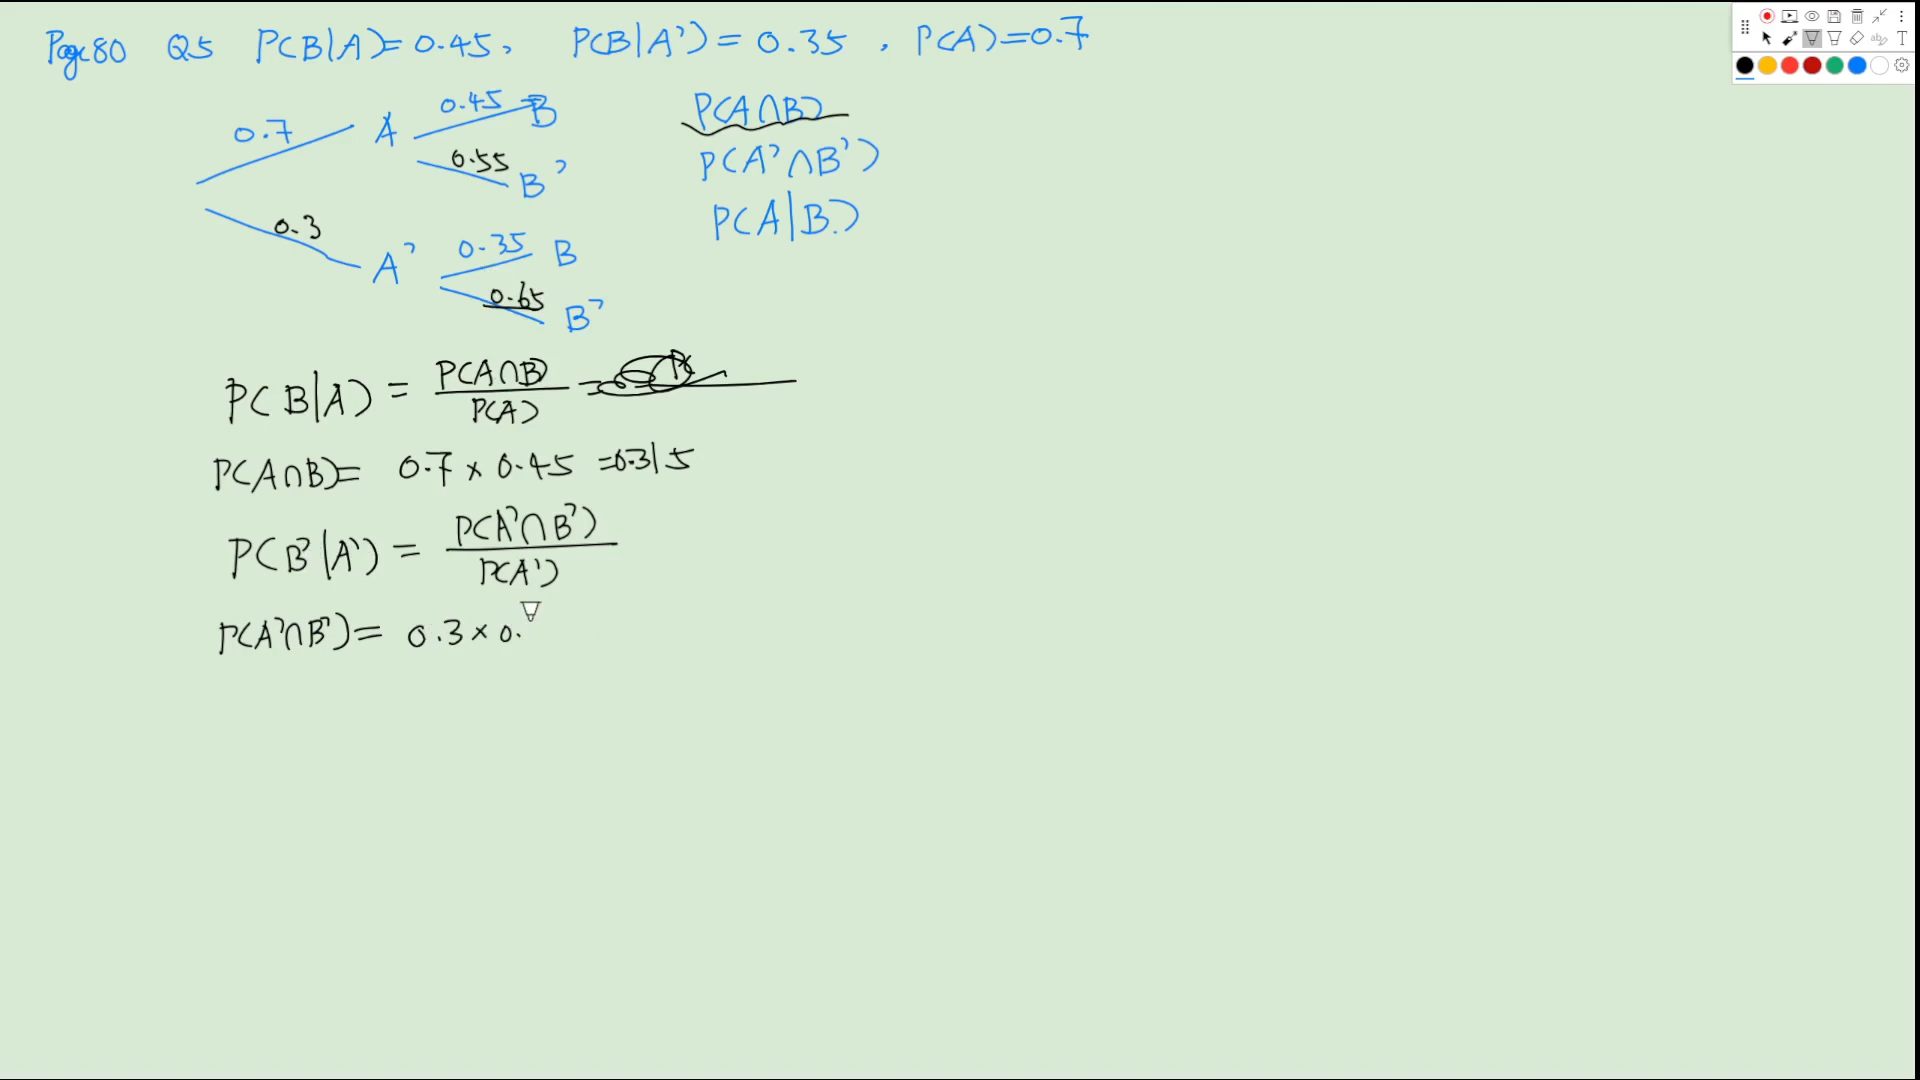 Page 80 Q5 P(B|A)= 0.45, P(B|A') = 0.35 , P(A)=0.7
0.7 A 0.45 B
0.55 B'
0.3 A' 0.35 B
0.65 B'
P(A∩B)
P(A'∩B')
P(A|B)
P(B|A) = P(A∩B) / P(A) =
P(A∩B)= 0.7 × 0.45 =0.315
P(B'|A') = P(A'∩B') / P(A')
P(A'∩B')= 0.3 × 0.